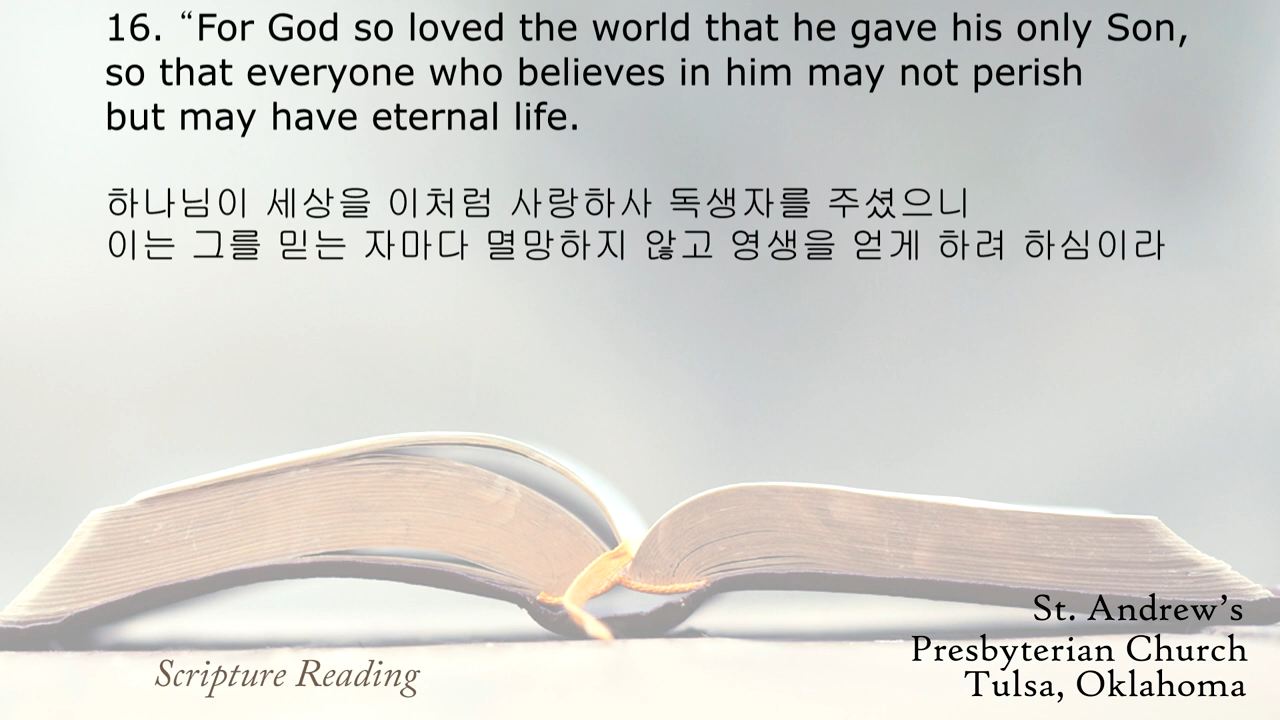 16. “For God so loved the world that he gave his only Son,
so that everyone who believes in him may not perish
but may have eternal life.
하나님이 세상을 이처럼 사랑하사 독생자를 주셨으니
이는 그를 믿는 자마다 멸망하지 않고 영생을 얻게 하려 하심이라
St. Andrew’s
Presbyterian Church
Tulsa, Oklahoma
Scripture Reading